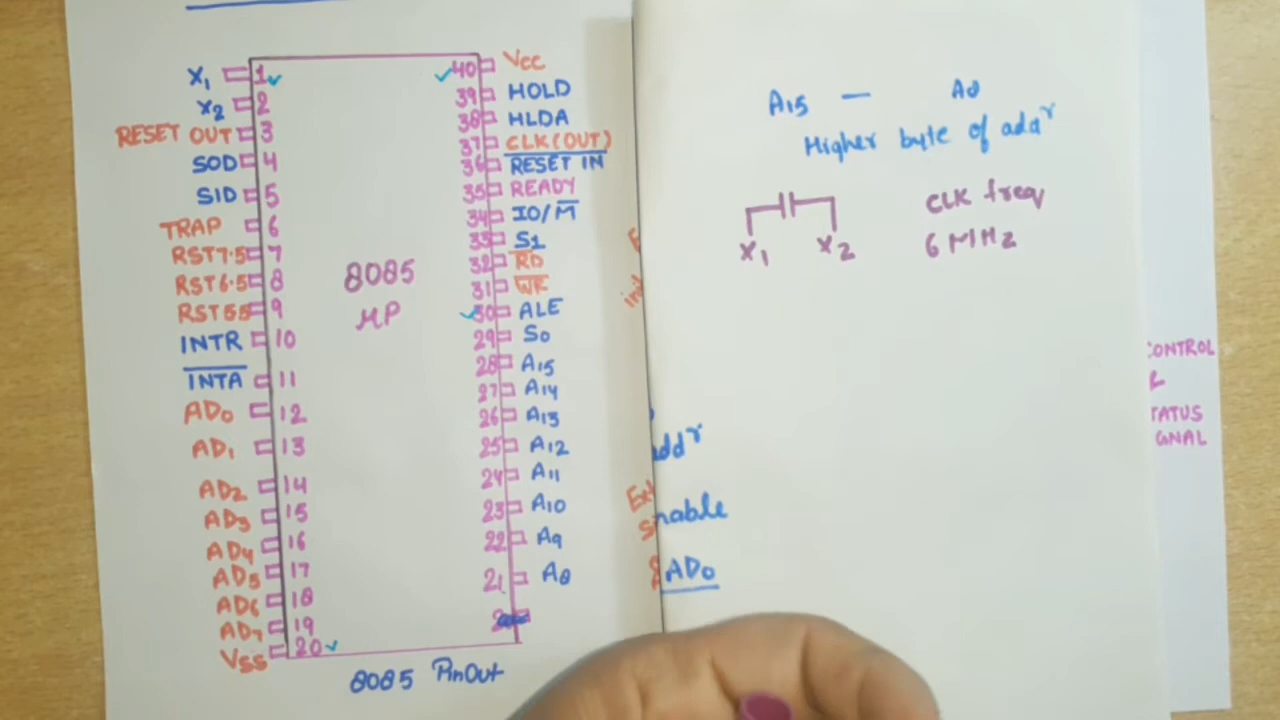 X1 1 40 Vcc
X2 2 39 HOLD
RESET OUT 3 38 HLDA
SOD 4 37 CLK(OUT)
SID 5 36 RESET IN
TRAP 6 35 READY
RST7.5 7 34 IO/M
RST6.5 8 33 S1
RST5.5 9 32 RD
INTR 10 31 WR
INTA 11 30 ALE
AD0 12 29 S0
AD1 13 28 A15
AD2 14 27 A14
AD3 15 26 A13
AD4 16 25 A12
AD5 17 24 A11
AD6 18 23 A10
AD7 19 22 A9
Vss 20 21 A8
8085
μP
8085 PinOut
A15 — A8
Higher byte of addr
X1 X2
CLK freq
6 MHz
addr
nable
AD0
CONTROL
&
TATUS
GNAL